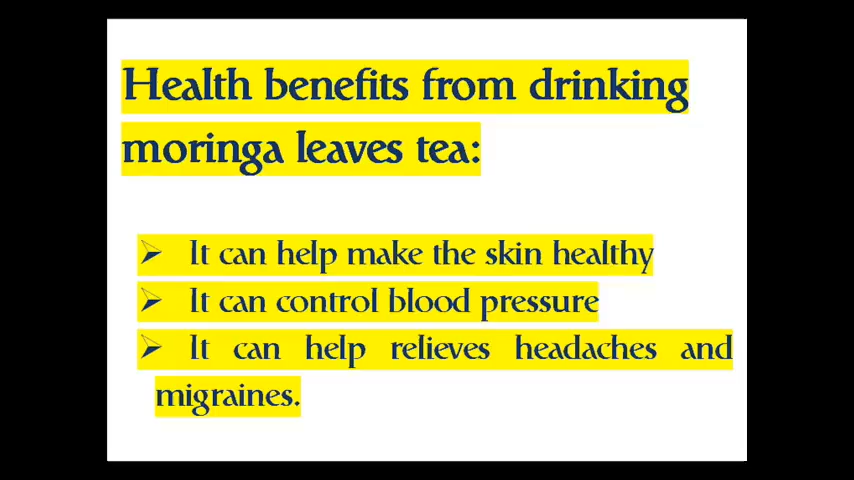 Health benefits from drinking
moringa leaves tea:
➢ It can help make the skin healthy
➢ It can control blood pressure
➢ It can help relieves headaches and
migraines.